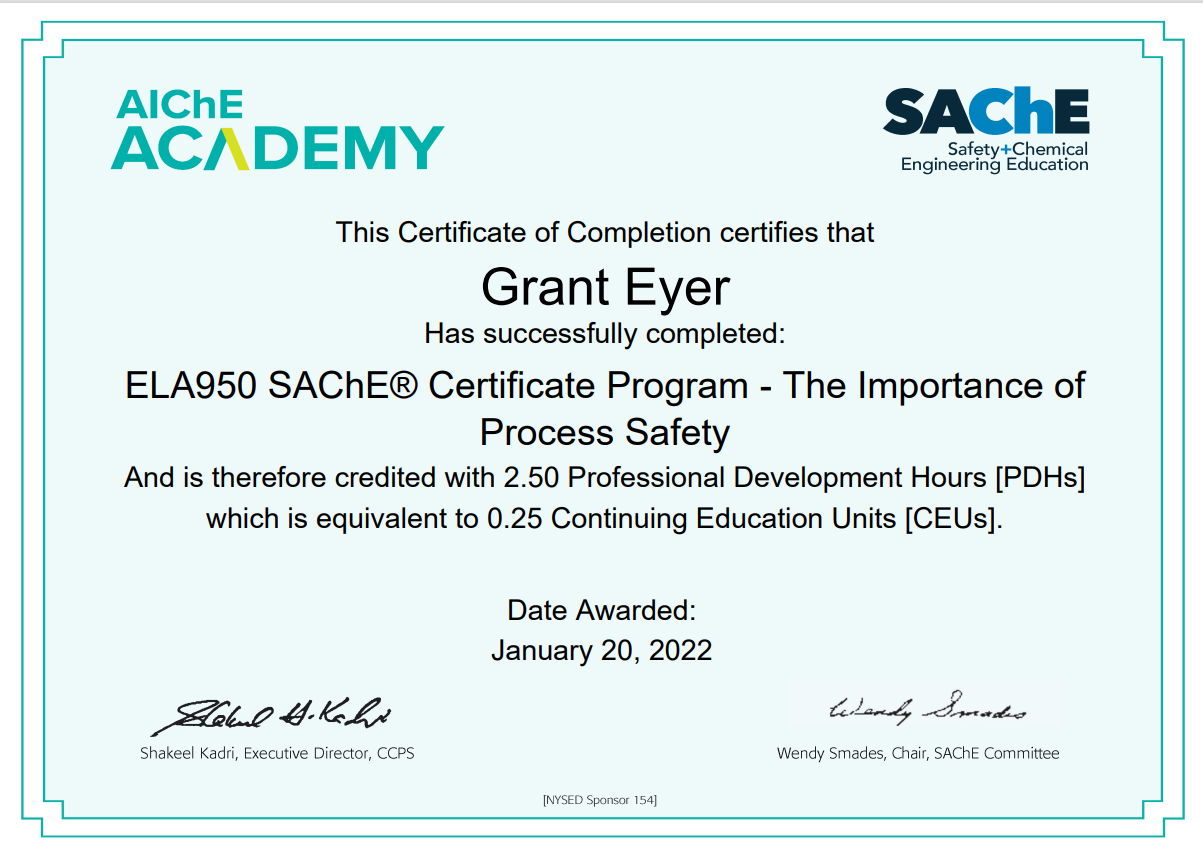 AIChE
ACADEMY
SAChE
Safety+Chemical
Engineering Education
This Certificate of Completion certifies that
Grant Eyer
Has successfully completed:
ELA950 SAChE® Certificate Program - The Importance of
Process Safety
And is therefore credited with 2.50 Professional Development Hours [PDHs]
which is equivalent to 0.25 Continuing Education Units [CEUs].
Date Awarded:
January 20, 2022
Shakeel H. Kadri
Wendy Smades
Shakeel Kadri, Executive Director, CCPS
Wendy Smades, Chair, SAChE Committee
[NYSED Sponsor 154]